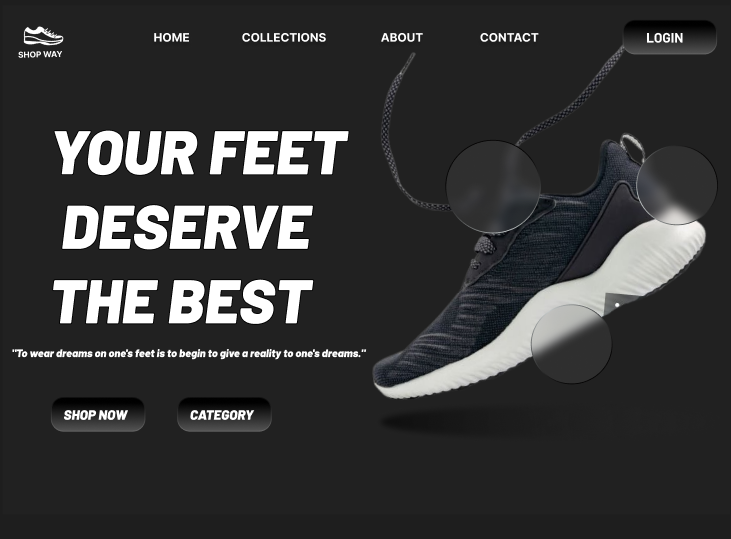 HOME COLLECTIONS ABOUT CONTACT LOGIN
SHOP WAY
YOUR FEET
DESERVE
THE BEST
"To wear dreams on one's feet is to begin to give a reality to one's dreams."
SHOP NOW CATEGORY